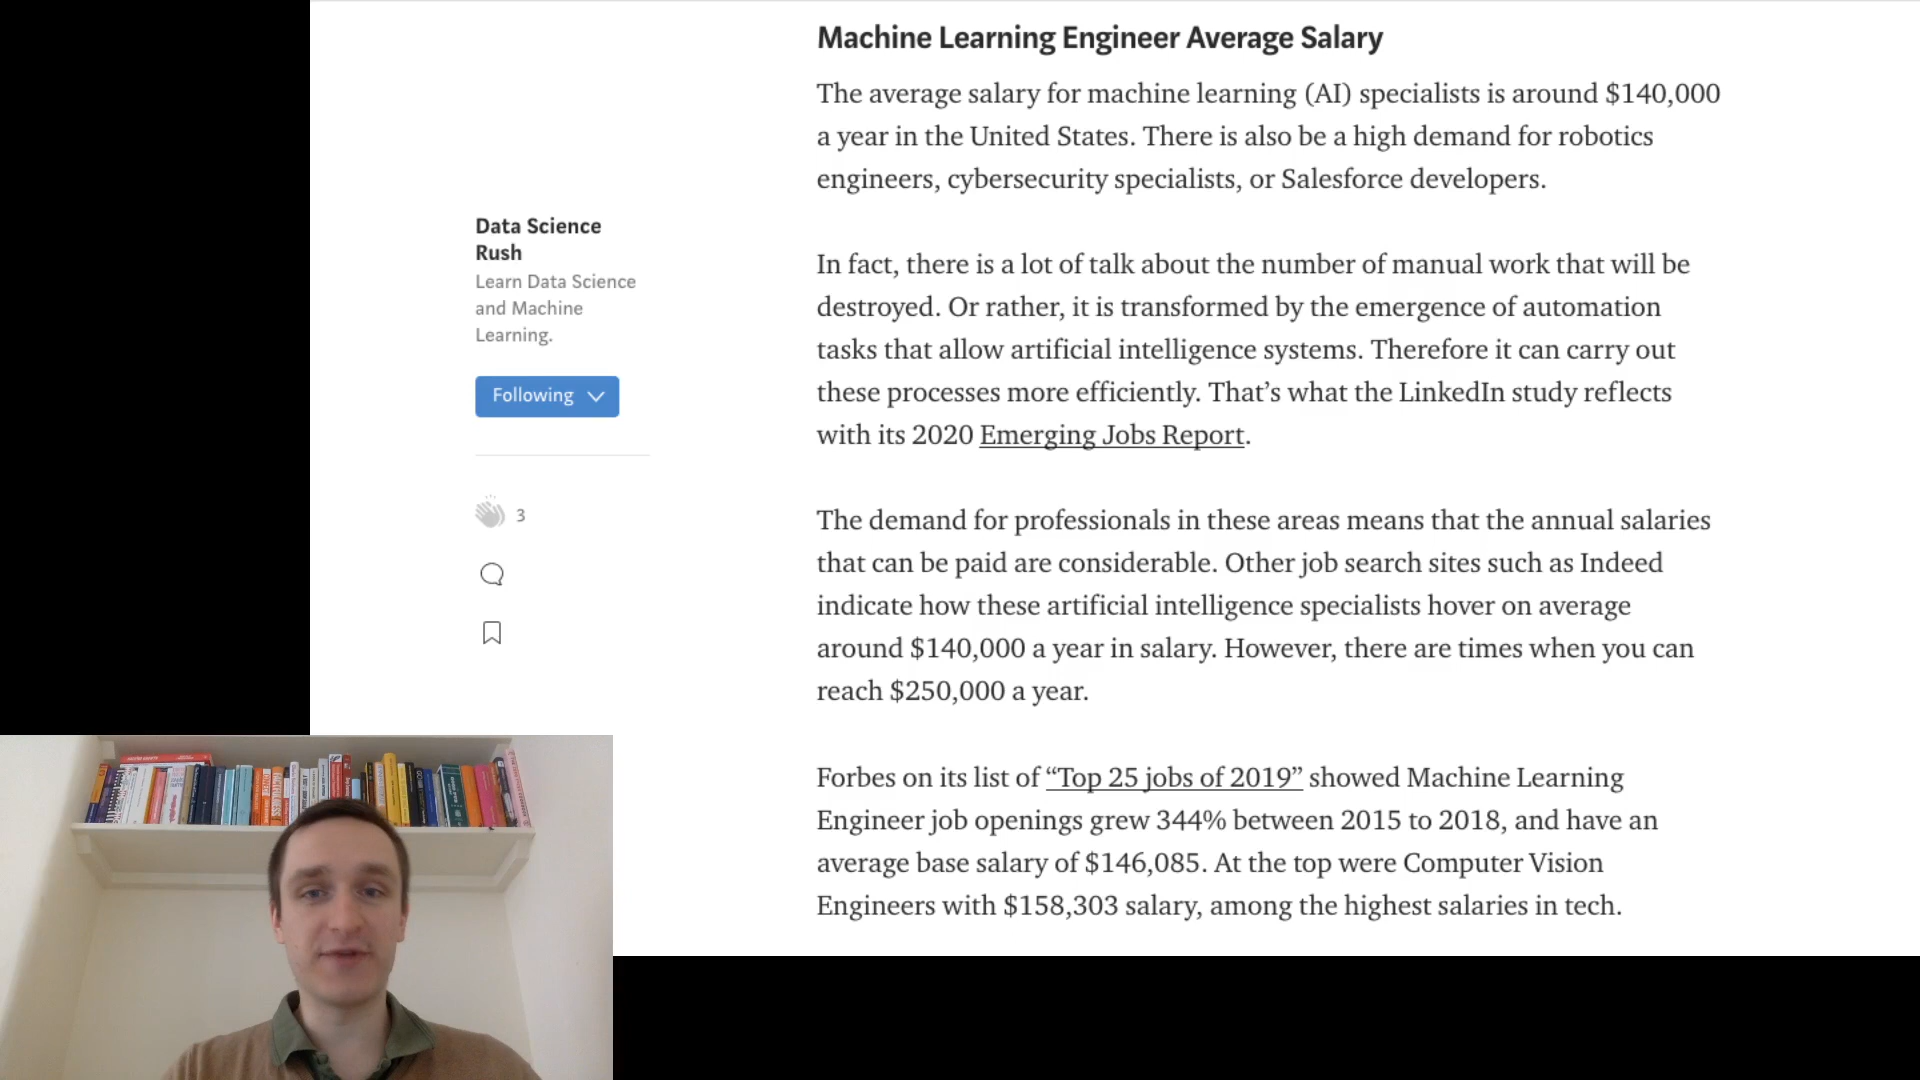 Machine Learning Engineer Average Salary
The average salary for machine learning (AI) specialists is around $140,000
a year in the United States. There is also be a high demand for robotics
engineers, cybersecurity specialists, or Salesforce developers.
Data Science
Rush
Learn Data Science
and Machine
Learning.
Following
3
In fact, there is a lot of talk about the number of manual work that will be
destroyed. Or rather, it is transformed by the emergence of automation
tasks that allow artificial intelligence systems. Therefore it can carry out
these processes more efficiently. That’s what the LinkedIn study reflects
with its 2020 Emerging Jobs Report.
The demand for professionals in these areas means that the annual salaries
that can be paid are considerable. Other job search sites such as Indeed
indicate how these artificial intelligence specialists hover on average
around $140,000 a year in salary. However, there are times when you can
reach $250,000 a year.
Forbes on its list of “Top 25 jobs of 2019” showed Machine Learning
Engineer job openings grew 344% between 2015 to 2018, and have an
average base salary of $146,085. At the top were Computer Vision
Engineers with $158,303 salary, among the highest salaries in tech.